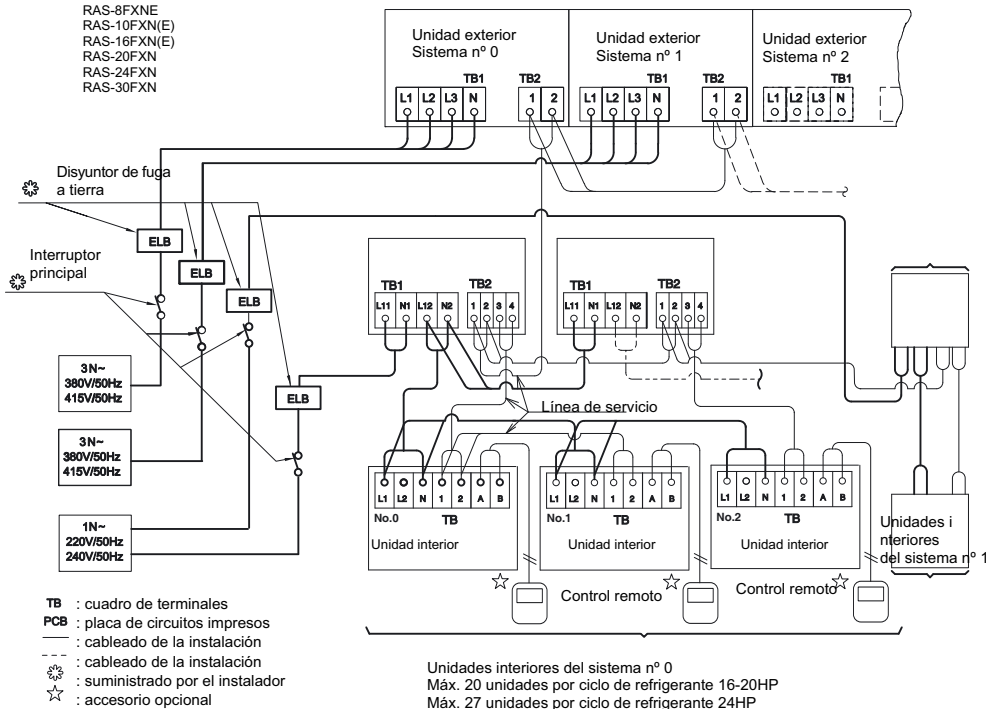 RAS-8FXNE
RAS-10FXN(E)
RAS-16FXN(E)
RAS-20FXN
RAS-24FXN
RAS-30FXN
Unidad exterior
Sistema nº 0
TB1
TB2
L1 L2 L3 N
1 2
Unidad exterior
Sistema nº 1
TB1
TB2
L1 L2 L3 N
1 2
Unidad exterior
Sistema nº 2
TB1
L1 L2 L3 N
Disyuntor de fuga
a tierra
ELB
ELB
ELB
ELB
Interruptor
principal
3N~
380V/50Hz
415V/50Hz
3N~
380V/50Hz
415V/50Hz
1N~
220V/50Hz
240V/50Hz
TB1
TB2
L11 N1 L12 N2
1 2 3 4
TB1
TB2
L11 N1 L12 N2
1 2 3 4
Línea de servicio
L1 L2 N 1 2 A B
No.0
TB
Unidad interior
L1 L2 N 1 2 A B
No.1
TB
Unidad interior
L1 L2 N 1 2 A B
No.2
TB
Unidad interior
Unidades i
nteriores
del sistema nº 1
Control remoto
Control remoto
TB : cuadro de terminales
PCB : placa de circuitos impresos
: cableado de la instalación
: cableado de la instalación
: suministrado por el instalador
: accesorio opcional
Unidades interiores del sistema nº 0
Máx. 20 unidades por ciclo de refrigerante 16-20HP
Máx. 27 unidades por ciclo de refrigerante 24HP